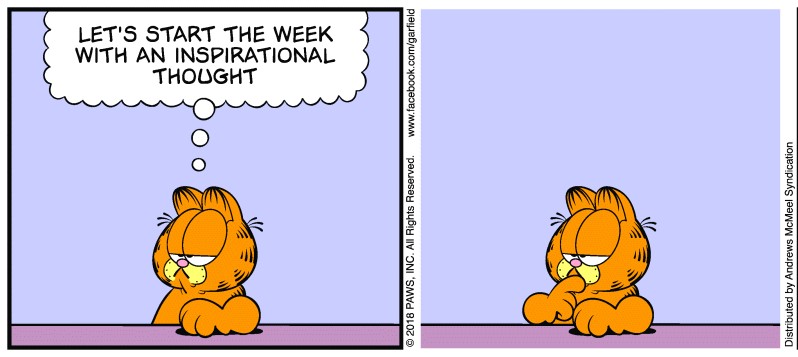 LET'S START THE WEEK
WITH AN INSPIRATIONAL
THOUGHT
© 2018 PAWS, INC. All Rights Reserved.
www.facebook.com/garfield
Distributed by Andrews McMeel Syndication